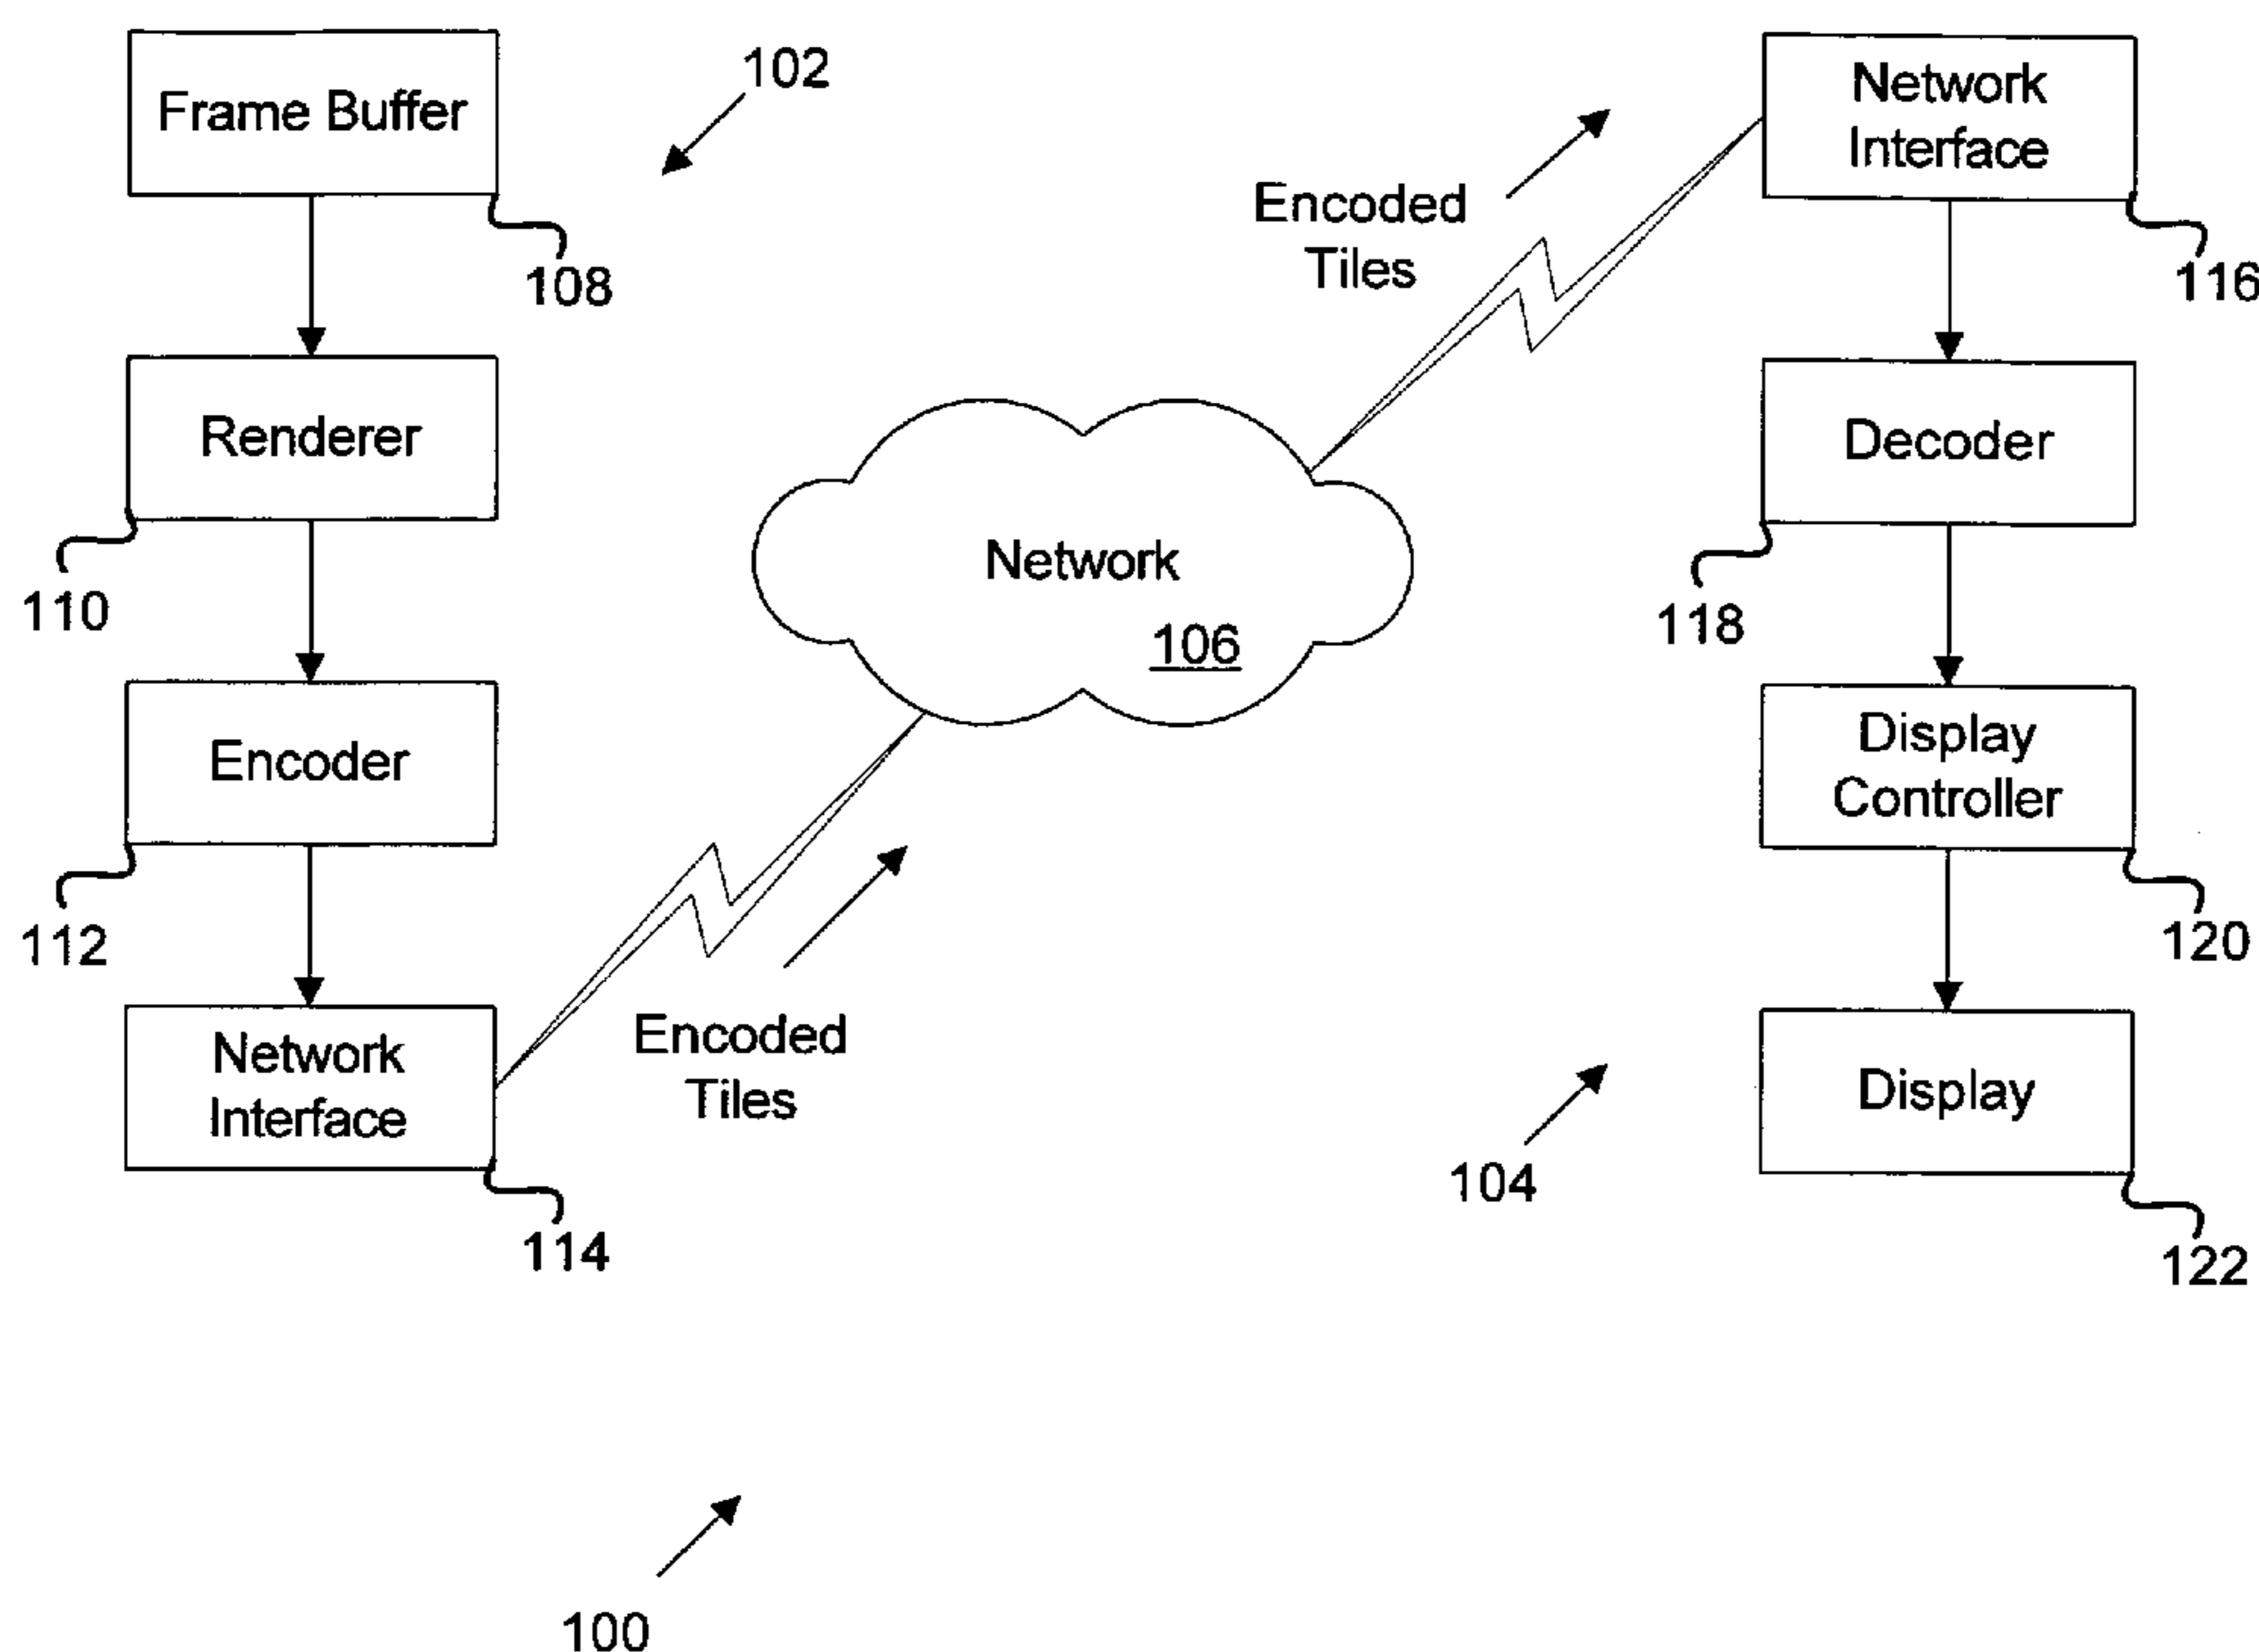 Frame Buffer
108
102
Renderer
110
Encoder
112
Network
Interface
114
Encoded
Tiles
Network
106
Encoded
Tiles
Network
Interface
116
Decoder
118
Display
Controller
120
Display
122
104
100